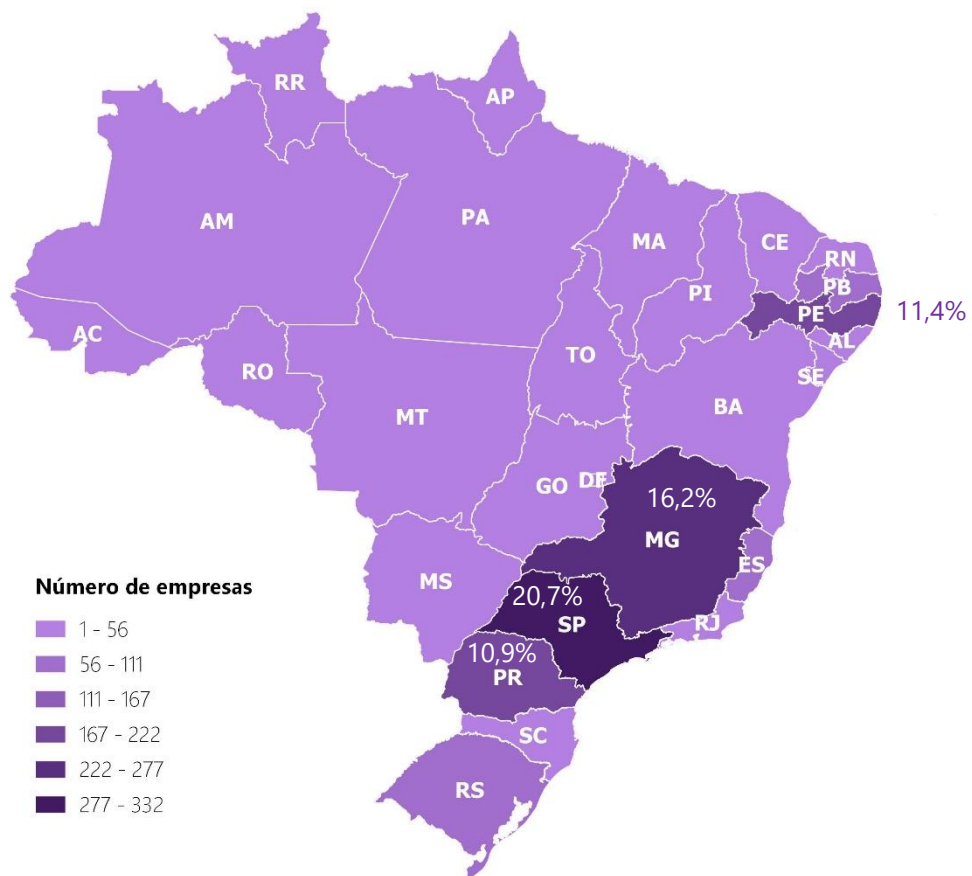 RR
AP
AM
PA
MA
CE
RN
PB
PI
PE
11,4%
AC
AL
TO
SE
RO
BA
MT
GO
DF
16,2%
MG
ES
MS
20,7%
SP
RJ
10,9%
PR
SC
RS
Número de empresas
1 - 56
56 - 111
111 - 167
167 - 222
222 - 277
277 - 332